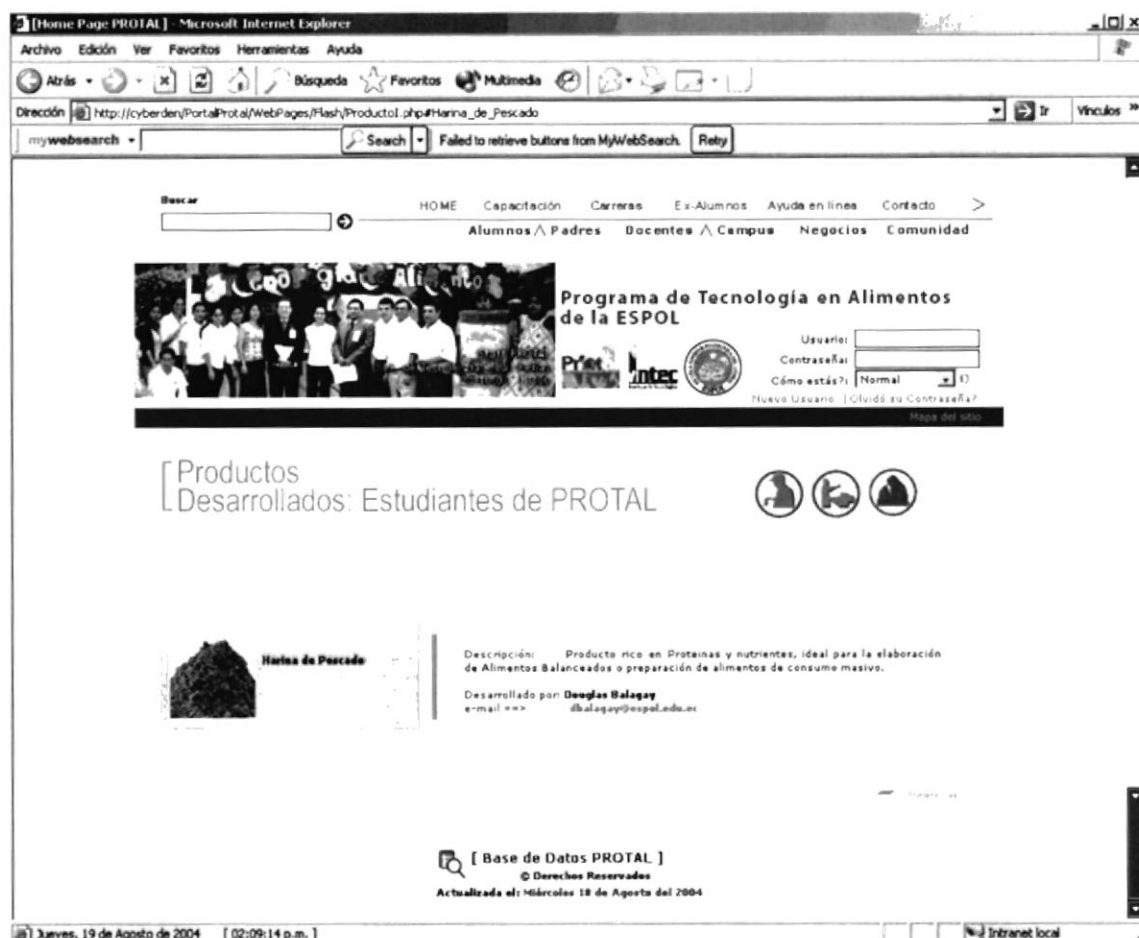 [Home Page PROTAL] - Microsoft Internet Explorer
Archivo Edición Ver Favoritos Herramientas Ayuda
Atrás Búsqueda Favoritos Multimedia
Dirección http://cyberden/PortalProtal/WebPages/Flash/ProductoI.php#Harina_de_Pescado Ir Vínculos »
mywebsearch Search Failed to retrieve buttons from MyWebSearch. Retry
Buscar
HOME Capacitación Carreras Ex-Alumnos Ayuda en línea Contacto >
Alumnos /\ Padres Docentes /\ Campus Negocios Comunidad
Programa de Tecnología en Alimentos
de la ESPOL
Usuario:
Contraseña:
Cómo estás?: Normal
Nuevo Usuario | Olvidó su Contraseña?
intec
ESPOL
Mapa del sitio
[Productos
Desarrollados: Estudiantes de PROTAL
Harina de Pescado
Descripción: Producto rico en Proteinas y nutrientes, ideal para la elaboración
de Alimentos Balanceados o preparación de alimentos de consumo masivo.
Desarrollado por: Douglas Balagay
e-mail ==> dbalagay@espol.edu.ec
[ Base de Datos PROTAL ]
© Derechos Reservados
Actualizada el: Miércoles 18 de Agosto del 2004
Jueves, 19 de Agosto de 2004 [ 02:09:14 p.m. ] Intranet local